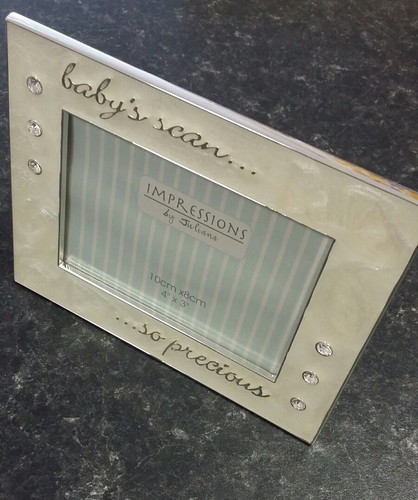 baby's scan...
IMPRESSIONS
by Juliana
10cm x 8cm
4" x 3"
...so precious